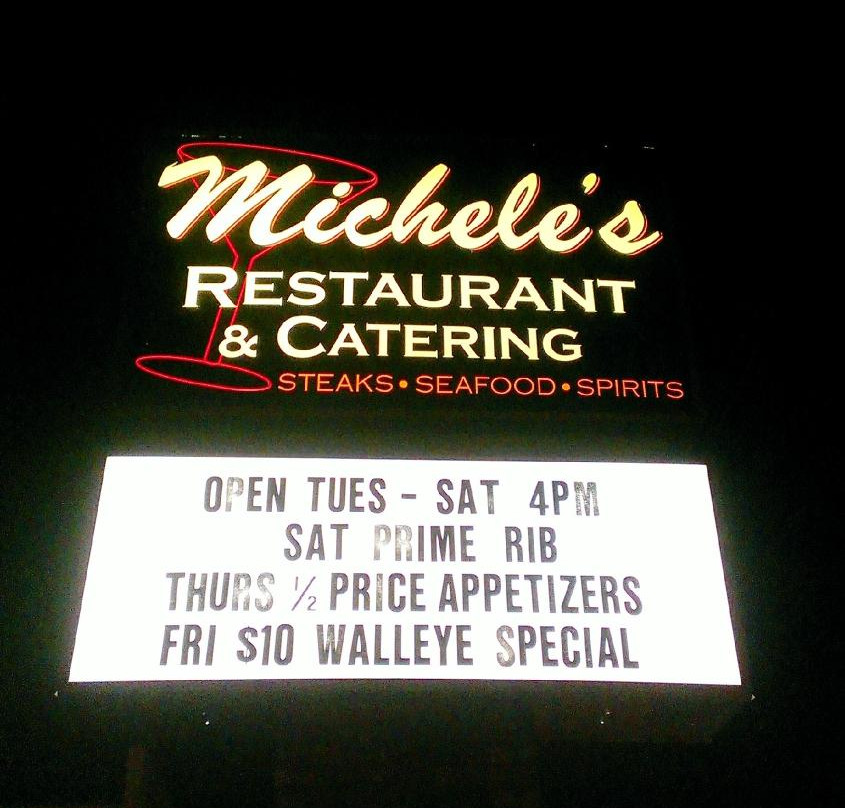 Michele's
RESTAURANT
& CATERING
STEAKS • SEAFOOD • SPIRITS
OPEN TUES - SAT 4PM
SAT PRIME RIB
THURS ½ PRICE APPETIZERS
FRI $10 WALLEYE SPECIAL